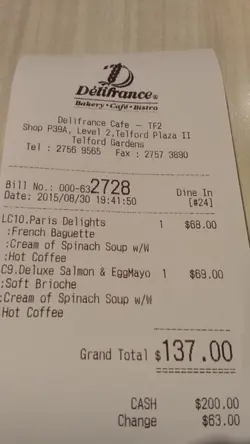 Délifrance®
Bakery • Café • Bistro
Delifrance Cafe - TF2
Shop P39A, Level 2,Telford Plaza II
Telford Gardens
Tel : 2756 9565 Fax : 2757 3890
Bill No.: 000-632728 Dine In
Date: 2015/08/30 19:41:50 [#24]
LC10.Paris Delights 1 $68.00
:French Baguette
:Cream of Spinach Soup w/W
:Hot Coffee
C9.Deluxe Salmon & EggMayo 1 $69.00
:Soft Brioche
:Cream of Spinach Soup w/W
:Hot Coffee
Grand Total $137.00
CASH $200.00
Change $63.00